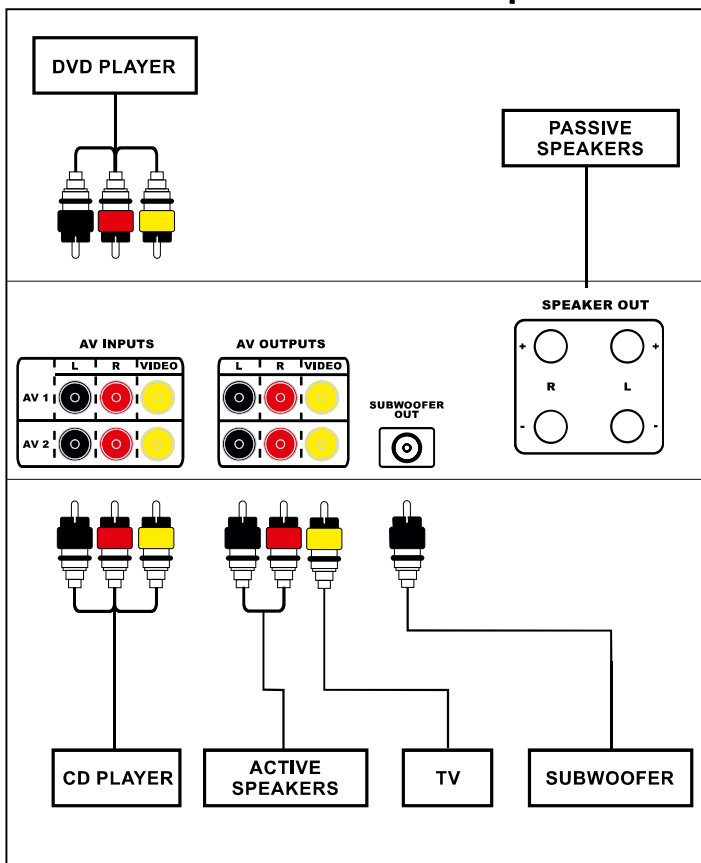 DVD PLAYER
PASSIVE
SPEAKERS
SPEAKER OUT
AV INPUTS
AV OUTPUTS
L R VIDEO
L R VIDEO
+ +
R L
- -
AV 1
AV 2
SUBWOOFER
OUT
CD PLAYER
ACTIVE
SPEAKERS
TV
SUBWOOFER